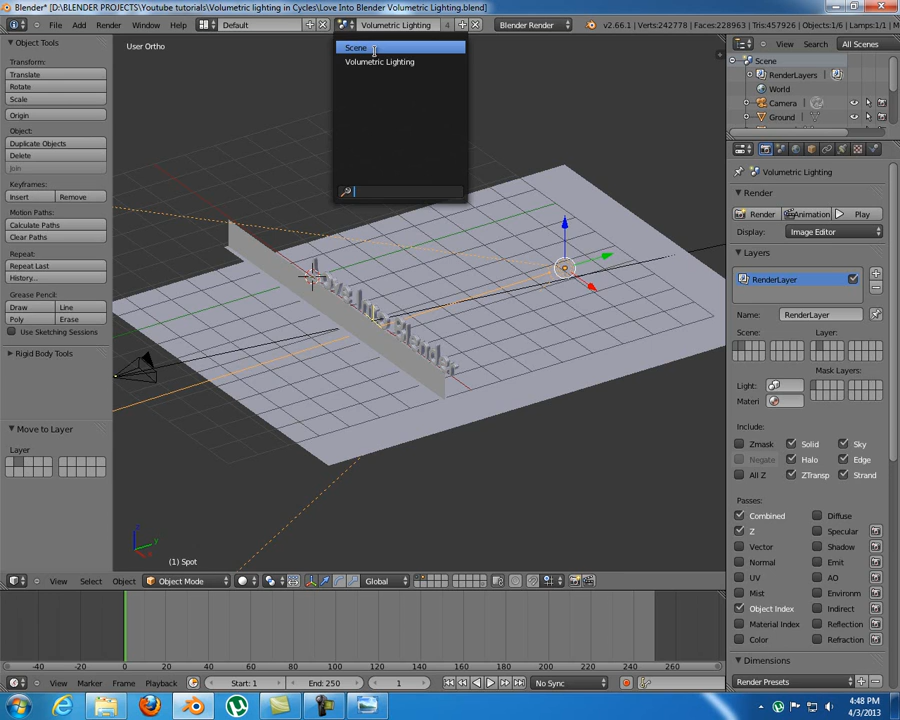 Blender* [D:\BLENDER PROJECTS\Youtube tutorials\Volumetric lighting in Cycles\Love Into Blender Volumetric Lighting.blend]
File Add Render Window Help Default Volumetric Lighting 4 Blender Render v2.66.1 | Verts:242778 | Faces:228963 | Tris:457926 | Objects:1/6 | Lamps:0/1 | Mem
Object Tools
Transform:
Translate
Rotate
Scale
Origin
Object:
Duplicate Objects
Delete
Join
Keyframes:
Insert Remove
Motion Paths:
Calculate Paths
Clear Paths
Repeat:
Repeat Last
History...
Grease Pencil:
Draw Line
Poly Erase
Use Sketching Sessions
Rigid Body Tools
Move to Layer
Layer
User Ortho
Scene
Volumetric Lighting
Love Into Blender
(1) Spot
View Select Object Object Mode Global
View Search All Scenes
Scene
RenderLayers
World
Camera
Ground
Volumetric Lighting
Render
Render Animation Play
Display: Image Editor
Layers
RenderLayer
Name: RenderLayer
Scene: Layer:
Mask Layers:
Light:
Materi
Include:
Zmask Solid Sky
Negate Halo Edge
All Z ZTransp Strand
Passes:
Combined Diffuse
Z Specular
Vector Shadow
Normal Emit
UV AO
Mist Environm
Object Index Indirect
Material Index Reflection
Color Refraction
Dimensions
Render Presets
-40 -20 0 20 40 60 80 100 120 140 160 180 200 220 240 260
View Marker Frame Playback Start: 1 End: 250 1 No Sync
4:48 PM
4/3/2013